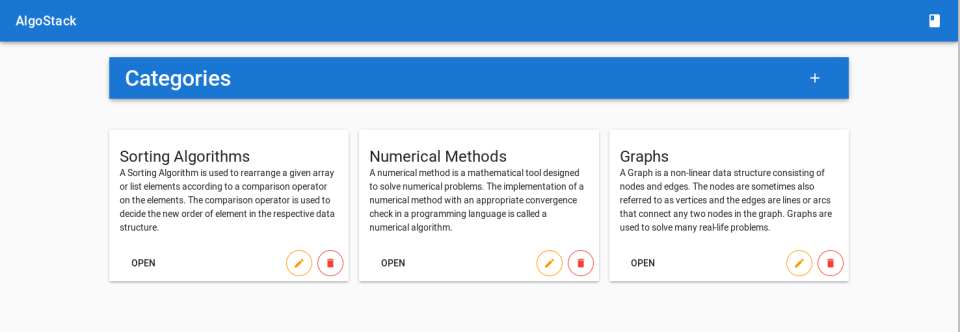 AlgoStack
Categories
Sorting Algorithms
A Sorting Algorithm is used to rearrange a given array
or list elements according to a comparison operator
on the elements. The comparison operator is used to
decide the new order of element in the respective data
structure.
OPEN
Numerical Methods
A numerical method is a mathematical tool designed
to solve numerical problems. The implementation of a
numerical method with an appropriate convergence
check in a programming language is called a
numerical algorithm.
OPEN
Graphs
A Graph is a non-linear data structure consisting of
nodes and edges. The nodes are sometimes also
referred to as vertices and the edges are lines or arcs
that connect any two nodes in the graph. Graphs are
used to solve many real-life problems.
OPEN